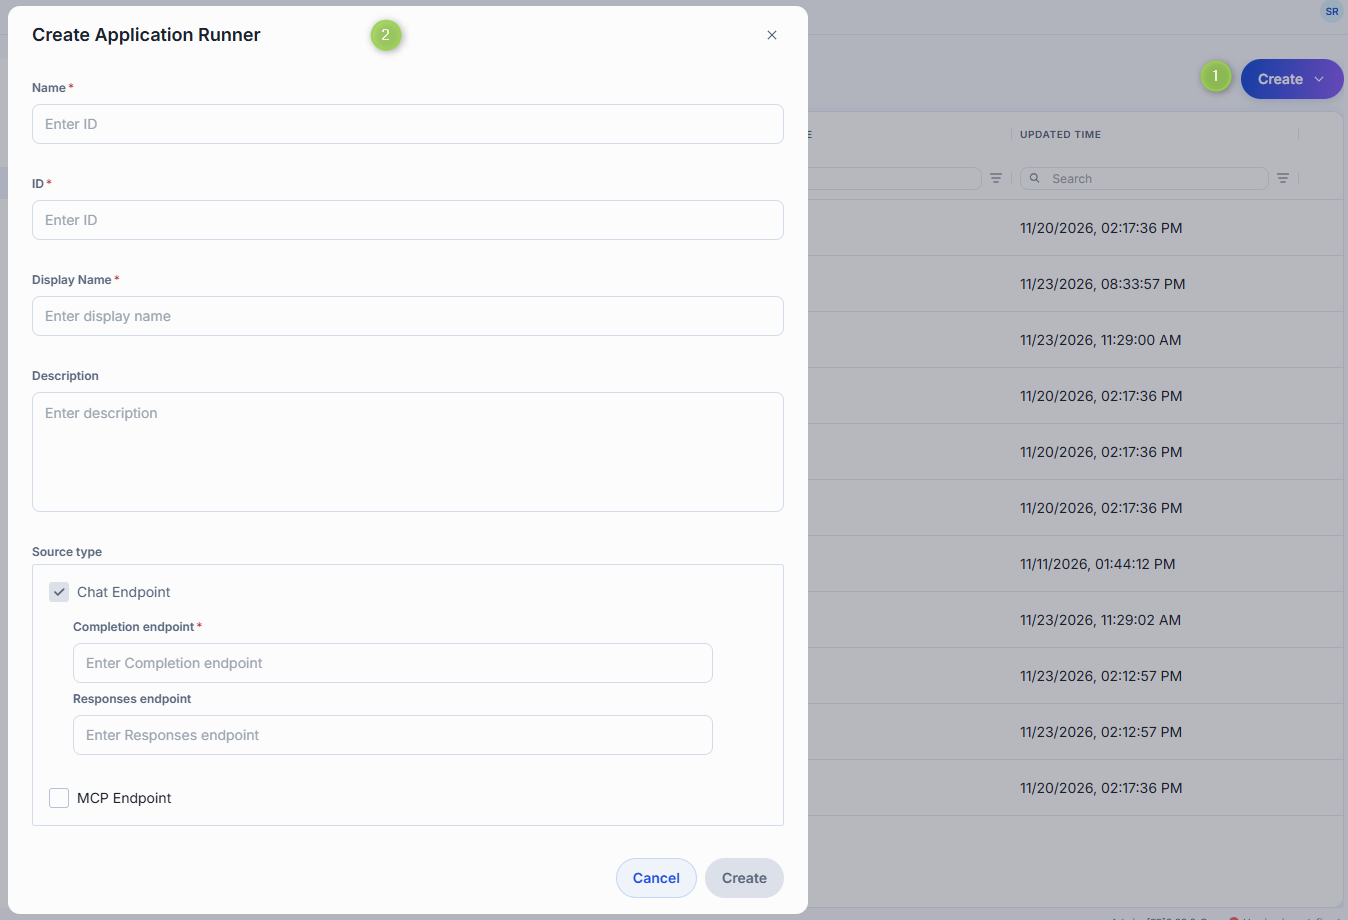 SR
Create Application Runner
2
1
Create
Name *
Enter ID
UPDATED TIME
Search
ID *
Enter ID
11/20/2026, 02:17:36 PM
Display Name *
Enter display name
11/23/2026, 08:33:57 PM
11/23/2026, 11:29:00 AM
Description
Enter description
11/20/2026, 02:17:36 PM
11/20/2026, 02:17:36 PM
11/20/2026, 02:17:36 PM
Source type
Chat Endpoint
11/11/2026, 01:44:12 PM
Completion endpoint *
Enter Completion endpoint
11/23/2026, 11:29:02 AM
Responses endpoint
Enter Responses endpoint
11/23/2026, 02:12:57 PM
11/23/2026, 02:12:57 PM
MCP Endpoint
11/20/2026, 02:17:36 PM
Cancel
Create